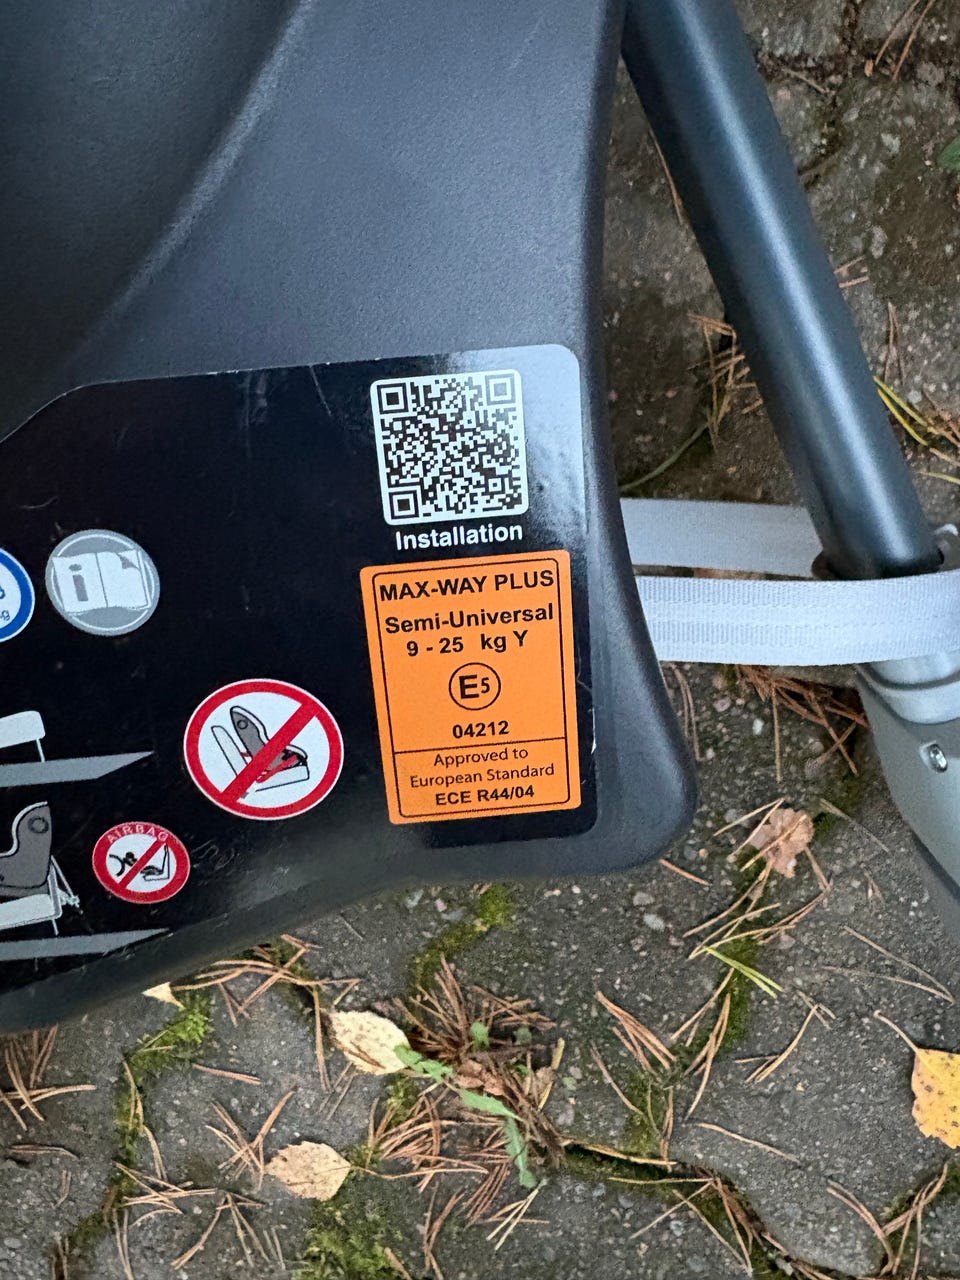 Installation
MAX-WAY PLUS
Semi-Universal
9 - 25 kg Y
E5
04212
Approved to
European Standard
ECE R44/04
i
AIRBAG